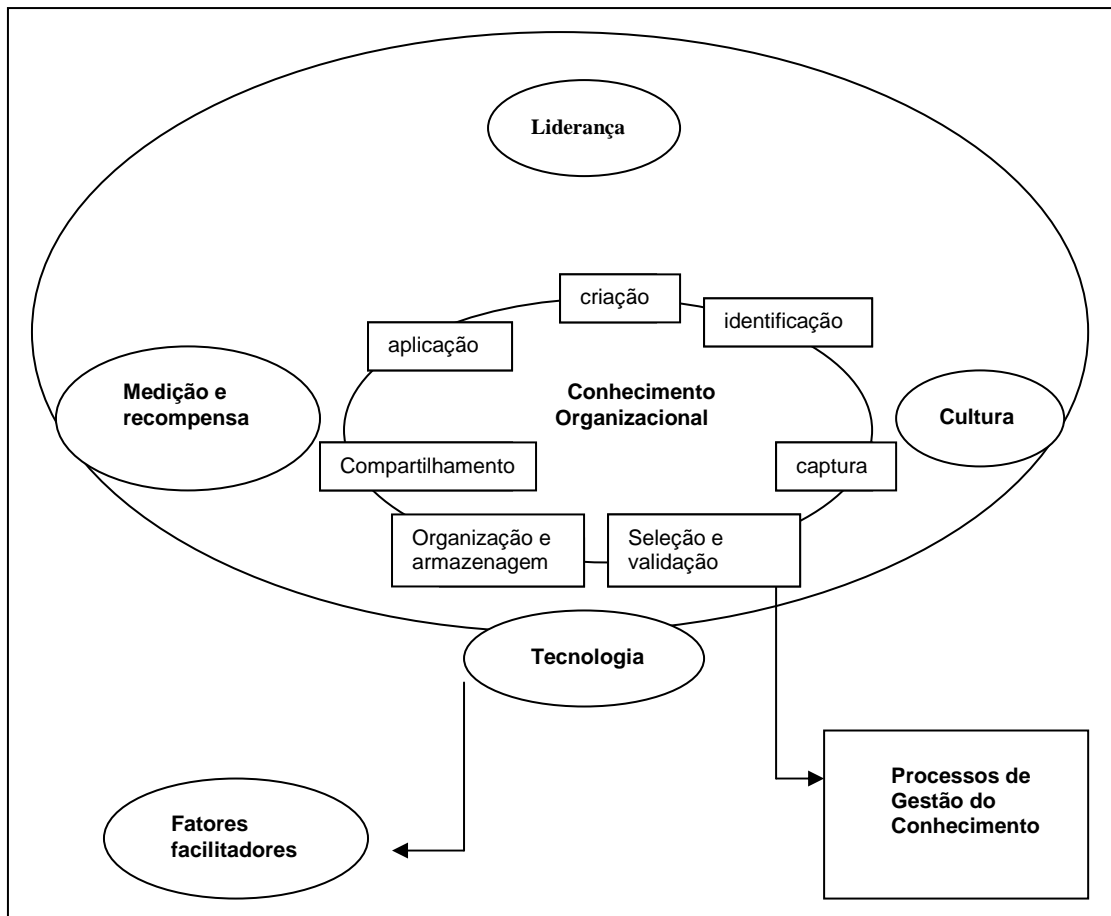 Liderança
criação
identificação
aplicação
Medição e
recompensa
Conhecimento
Organizacional
Cultura
Compartilhamento
captura
Organização e
armazenagem
Seleção e
validação
Tecnologia
Processos de
Gestão do
Conhecimento
Fatores
facilitadores